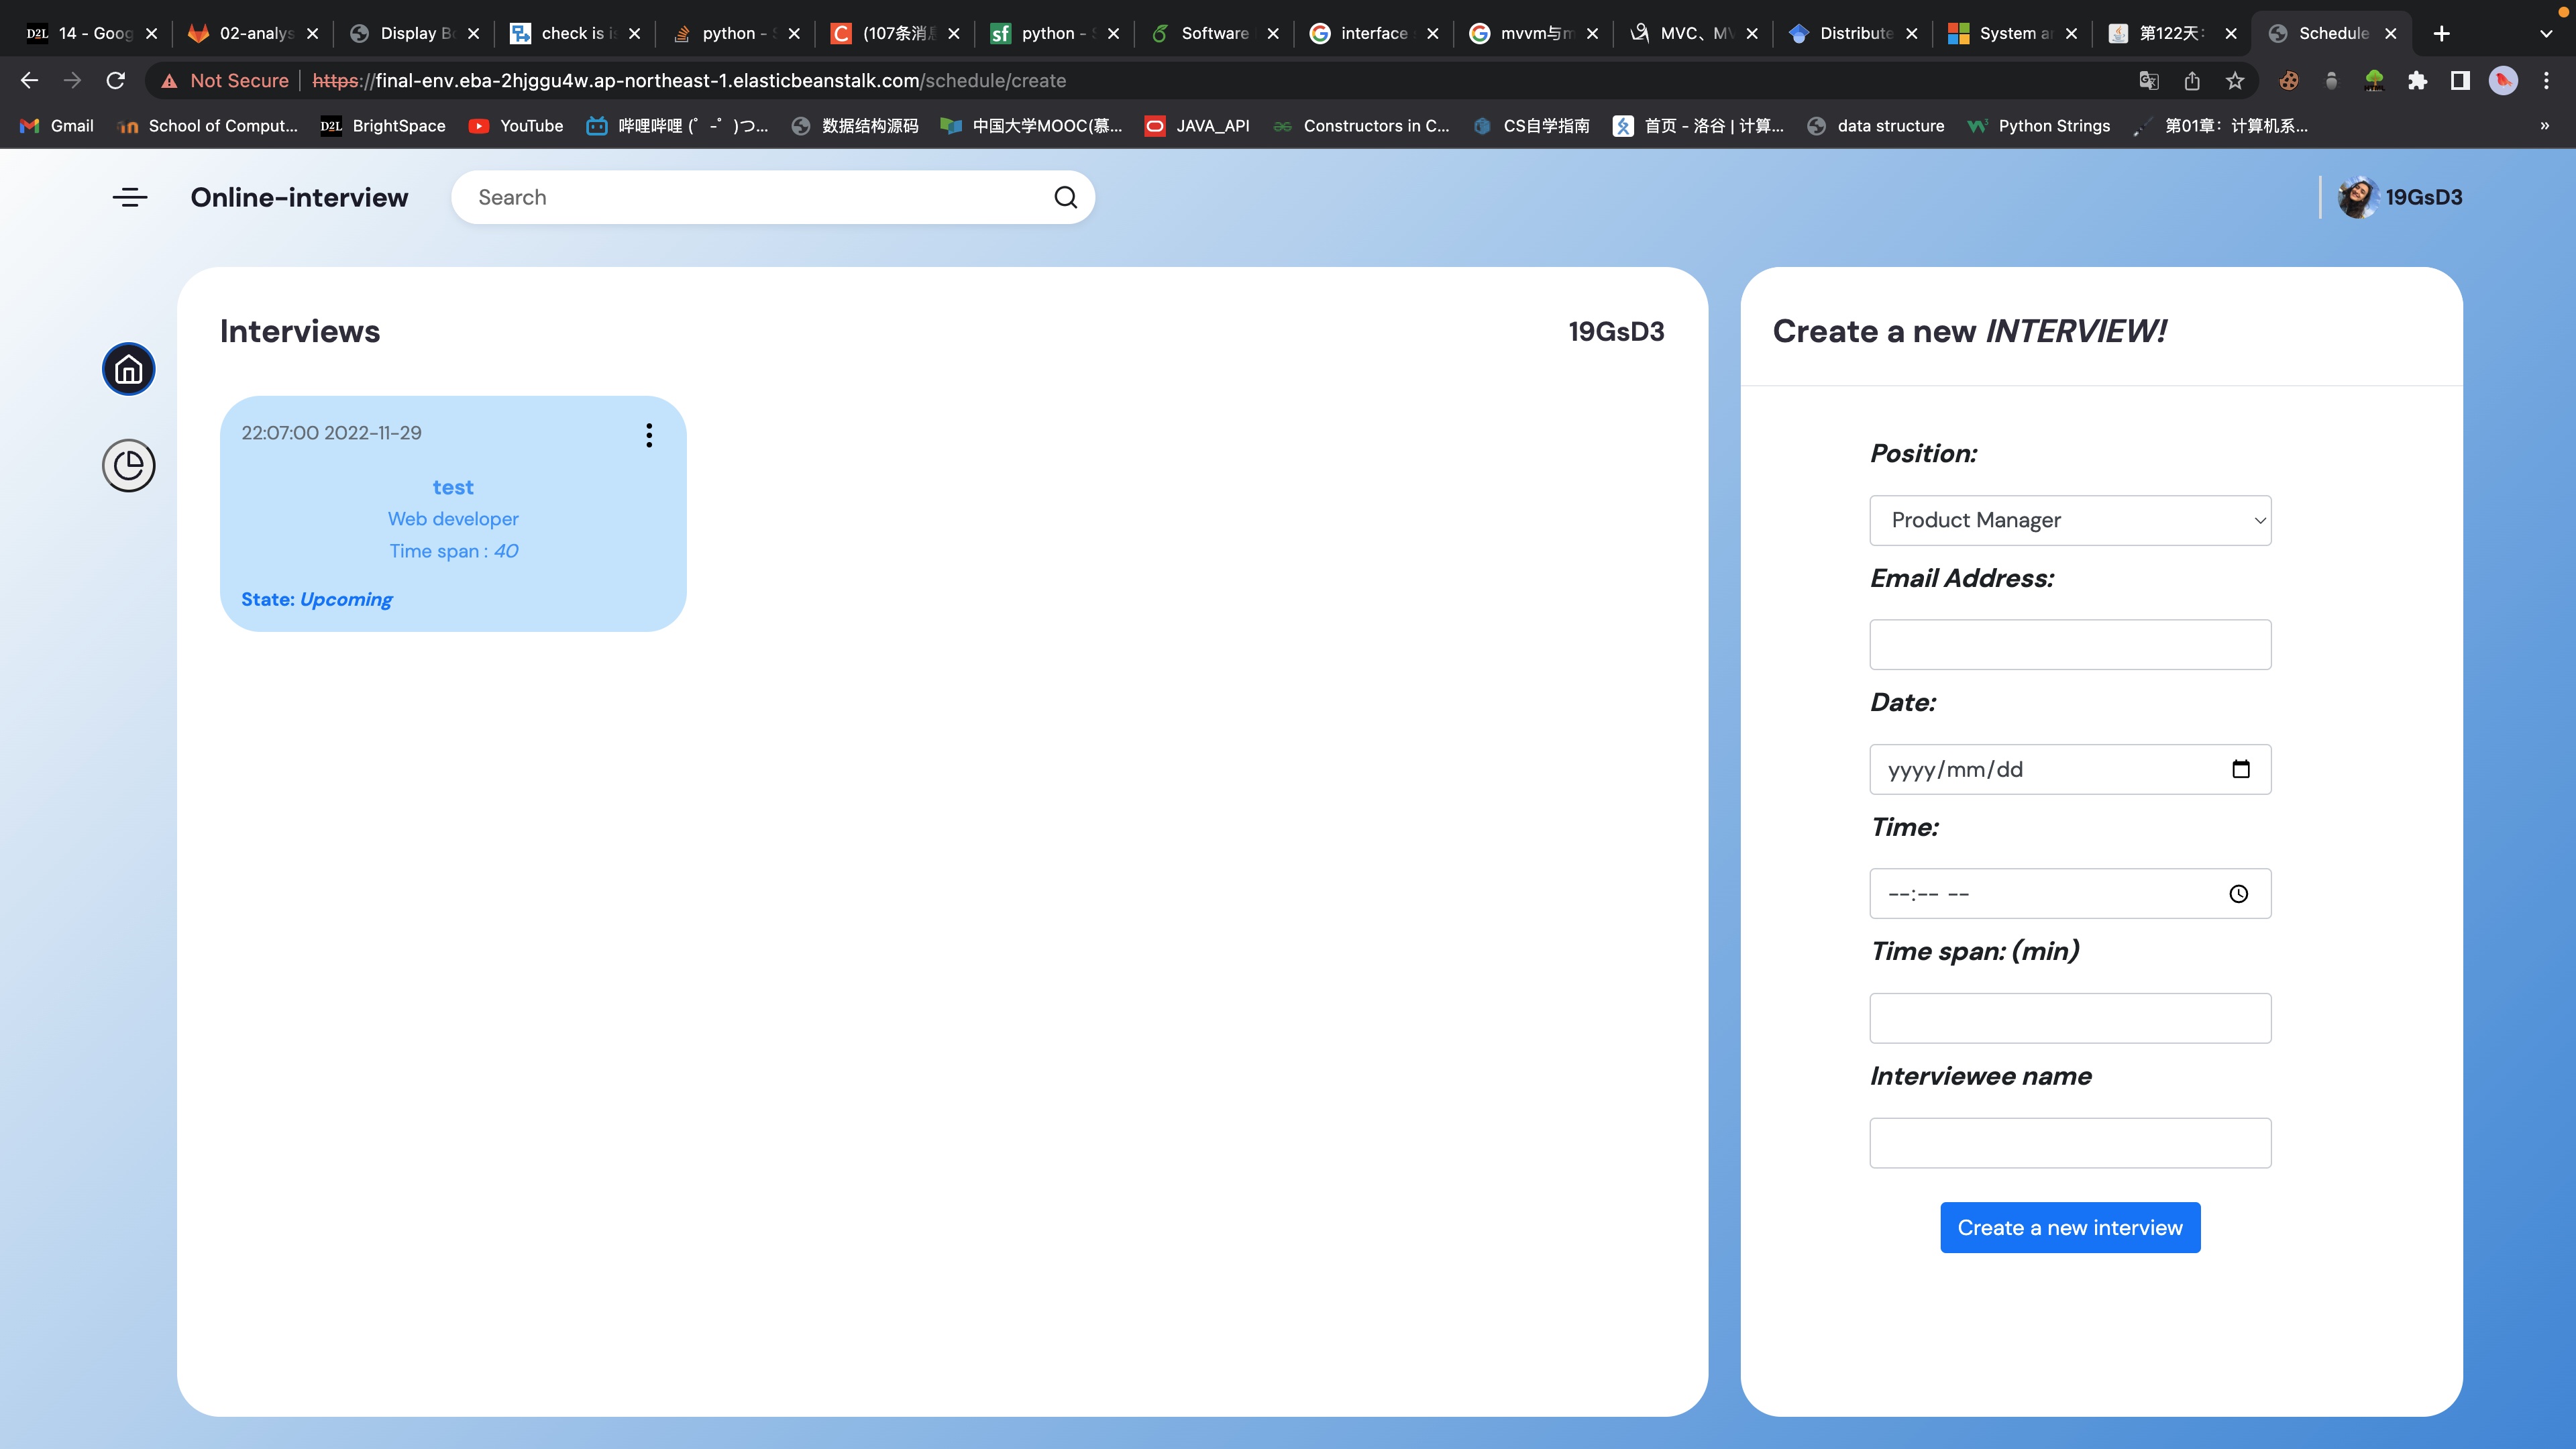 D2L 14 - Goog
02-analys
Display Bo
check is is
python - S
(107条消息
python - S
Software
interface
mvvm与m
MVC、MV
Distribute
System an
第122天：
Schedule
Not Secure https://final-env.eba-2hjggu4w.ap-northeast-1.elasticbeanstalk.com/schedule/create
Gmail
School of Comput...
D2L BrightSpace
YouTube
哔哩哔哩 (゜-゜)つ...
数据结构源码
中国大学MOOC(慕...
JAVA_API
Constructors in C...
CS自学指南
首页 - 洛谷 | 计算...
data structure
Python Strings
第01章：计算机系...
»
Online-interview
Search
19GsD3
Interviews
19GsD3
22:07:00 2022-11-29
test
Web developer
Time span : 40
State: Upcoming
Create a new INTERVIEW!
Position:
Product Manager
Email Address:
Date:
yyyy/mm/dd
Time:
--:-- --
Time span: (min)
Interviewee name
Create a new interview